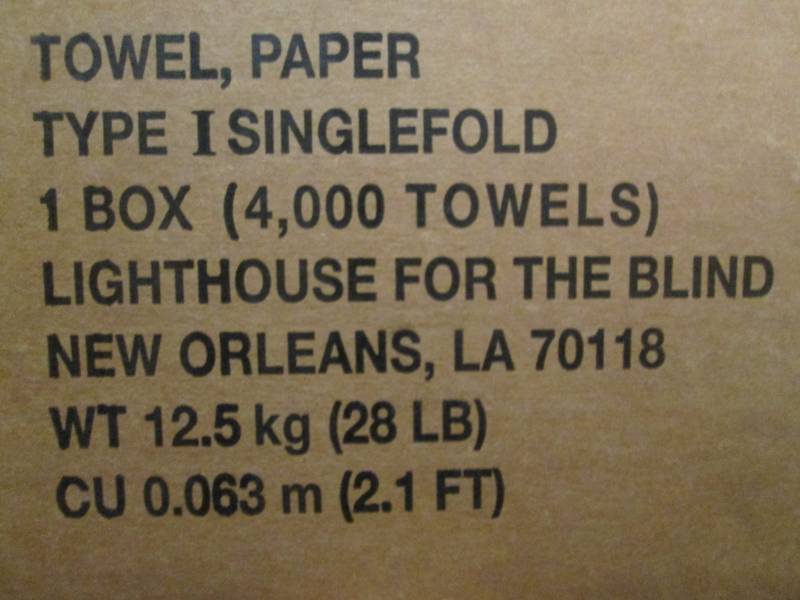 TOWEL, PAPER
TYPE I SINGLEFOLD
1 BOX (4,000 TOWELS)
LIGHTHOUSE FOR THE BLIND
NEW ORLEANS, LA 70118
WT 12.5 kg (28 LB)
CU 0.063 m (2.1 FT)